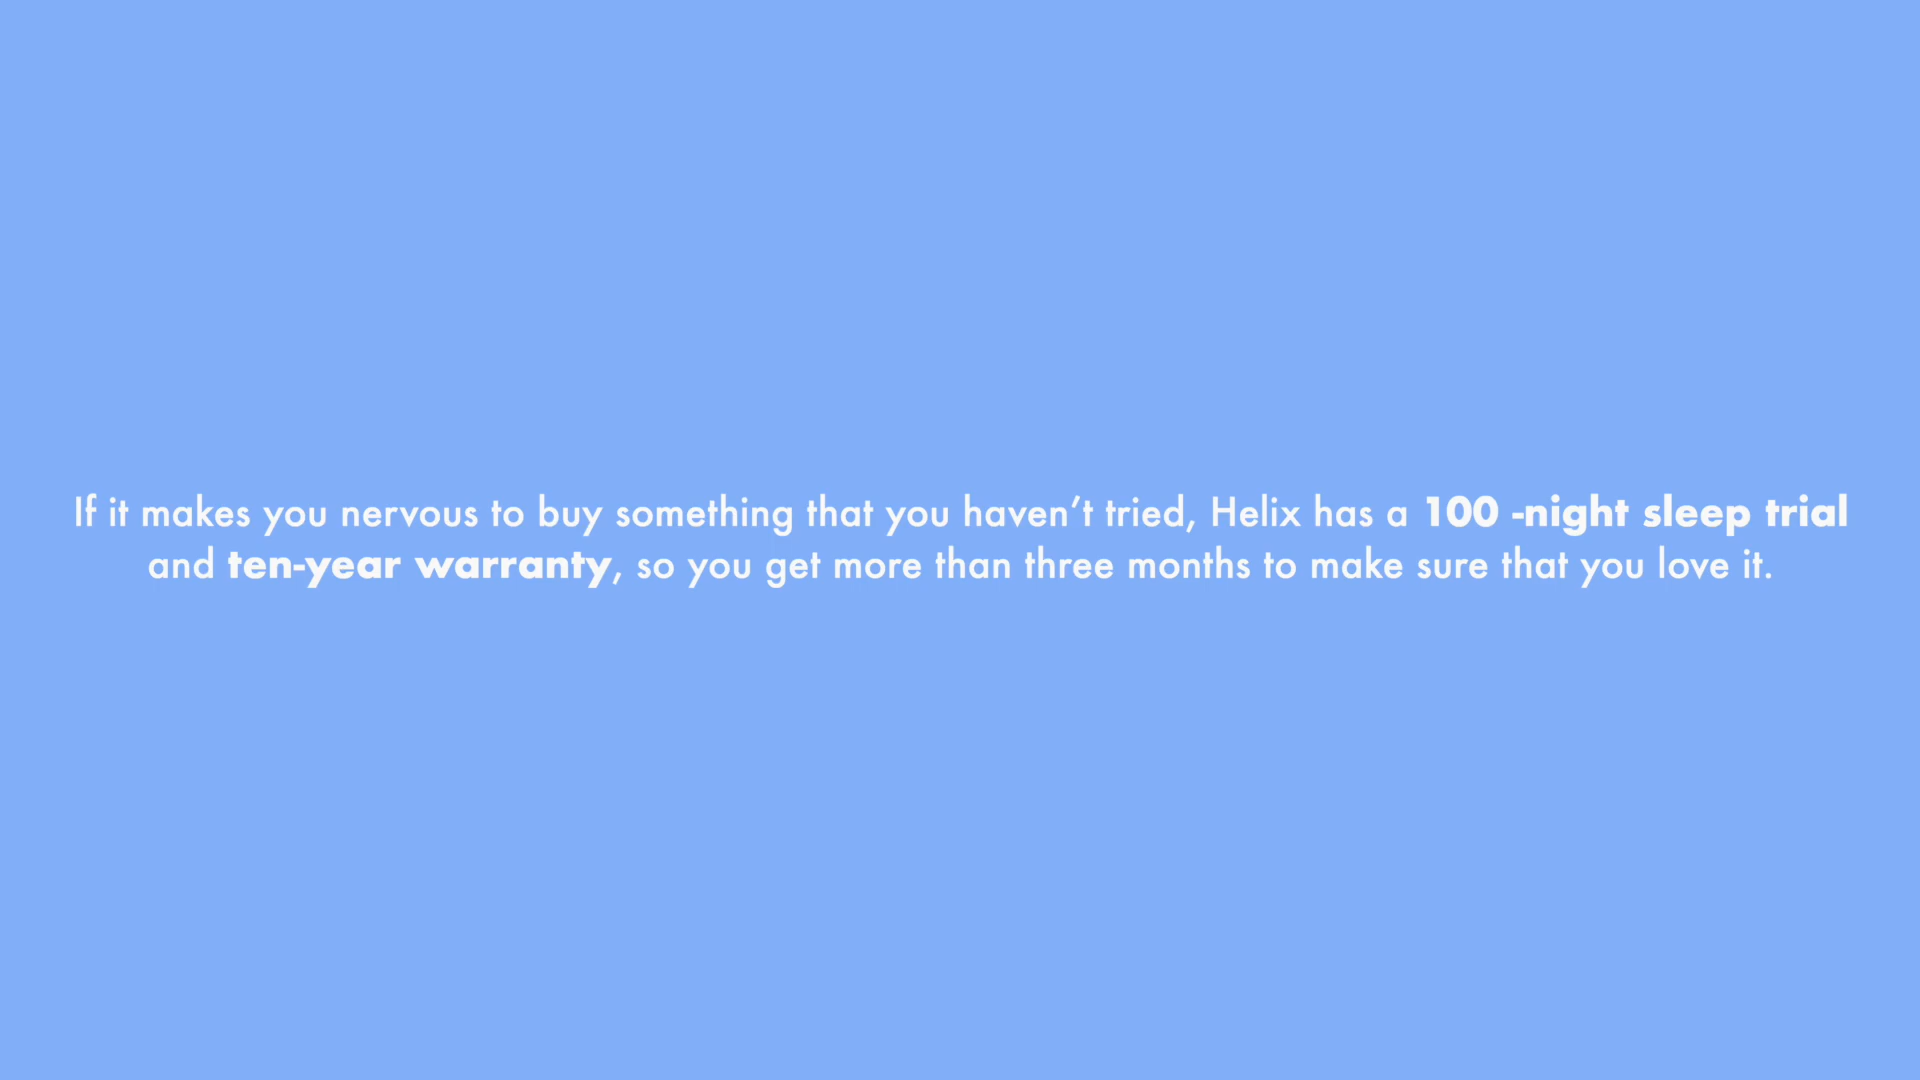 If it makes you nervous to buy something that you haven’t tried, Helix has a 100 -night sleep trial
and ten-year warranty, so you get more than three months to make sure that you love it.